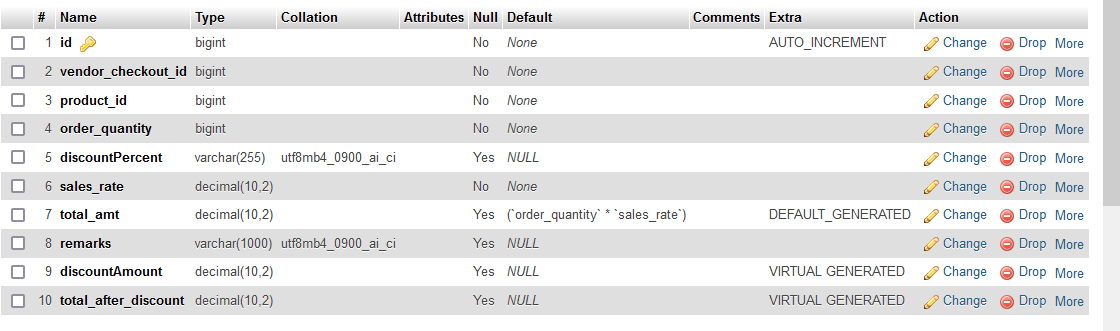 # Name Type Collation Attributes Null Default Comments Extra Action
1 id bigint No None AUTO_INCREMENT Change Drop More
2 vendor_checkout_id bigint No None Change Drop More
3 product_id bigint No None Change Drop More
4 order_quantity bigint No None Change Drop More
5 discountPercent varchar(255) utf8mb4_0900_ai_ci Yes NULL Change Drop More
6 sales_rate decimal(10,2) No None Change Drop More
7 total_amt decimal(10,2) Yes (`order_quantity` * `sales_rate`) DEFAULT_GENERATED Change Drop More
8 remarks varchar(1000) utf8mb4_0900_ai_ci Yes NULL Change Drop More
9 discountAmount decimal(10,2) Yes NULL VIRTUAL GENERATED Change Drop More
10 total_after_discount decimal(10,2) Yes NULL VIRTUAL GENERATED Change Drop More